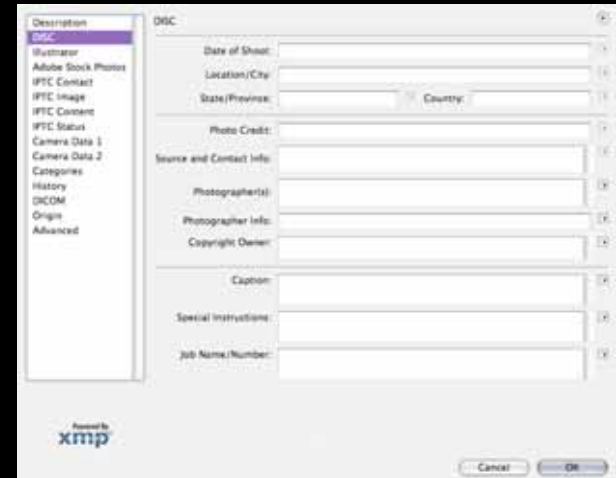 Description
DISC
Illustrator
Adobe Stock Photos
IPTC Contact
IPTC Image
IPTC Content
IPTC Status
Camera Data 1
Camera Data 2
Categories
History
DICOM
Origin
Advanced
DISC
Date of Shoot:
Location/City:
State/Province: Country:
Photo Credit:
Source and Contact Info:
Photographer(s):
Photographer Info:
Copyright Owner:
Caption:
Special Instructions:
Job Name/Number:
Powered By
xmp
Cancel OK